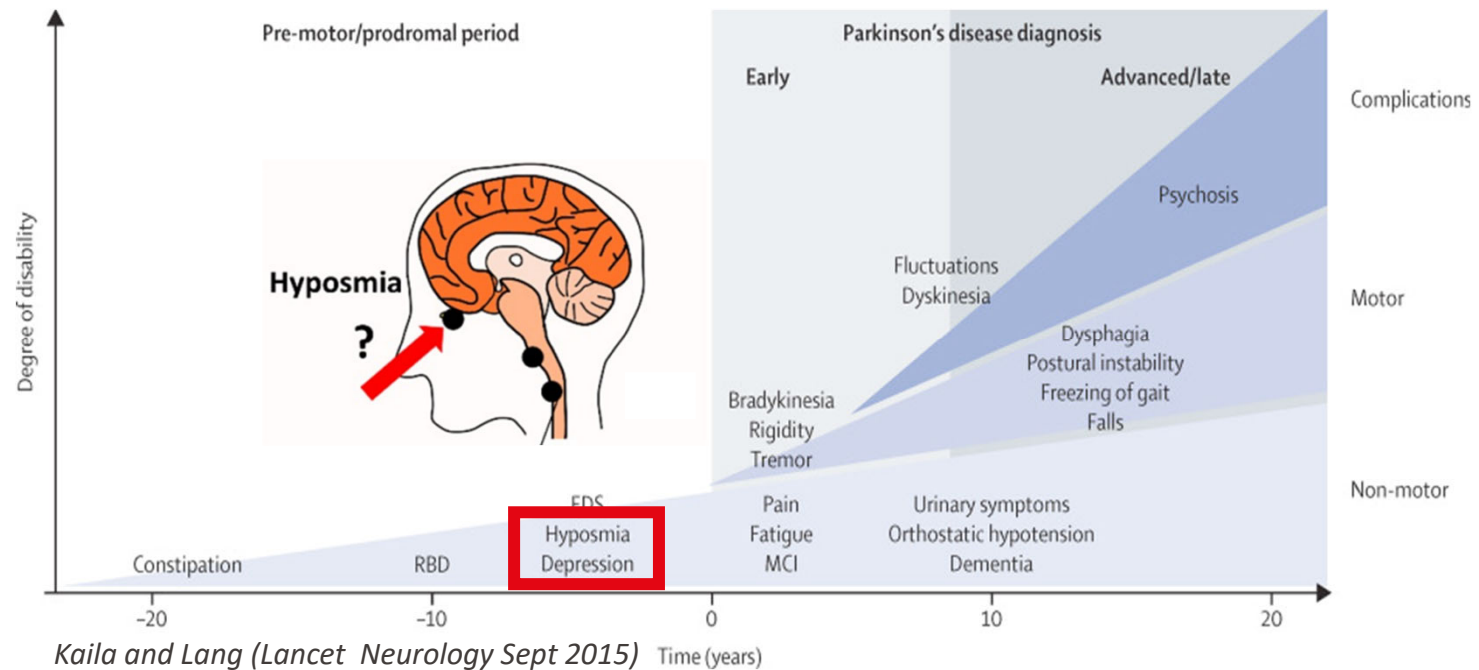 Pre-motor/prodromal period
Parkinson's disease diagnosis
Early
Advanced/late
Complications
Motor
Non-motor
Degree of disability
Hyposmia
?
Psychosis
Fluctuations
Dyskinesia
Dysphagia
Postural instability
Freezing of gait
Falls
Bradykinesia
Rigidity
Tremor
EDS
Hyposmia
Depression
Constipation
RBD
Pain
Fatigue
MCI
Urinary symptoms
Orthostatic hypotension
Dementia
–20
–10
0
10
20
Kaila and Lang (Lancet Neurology Sept 2015)
Time (years)